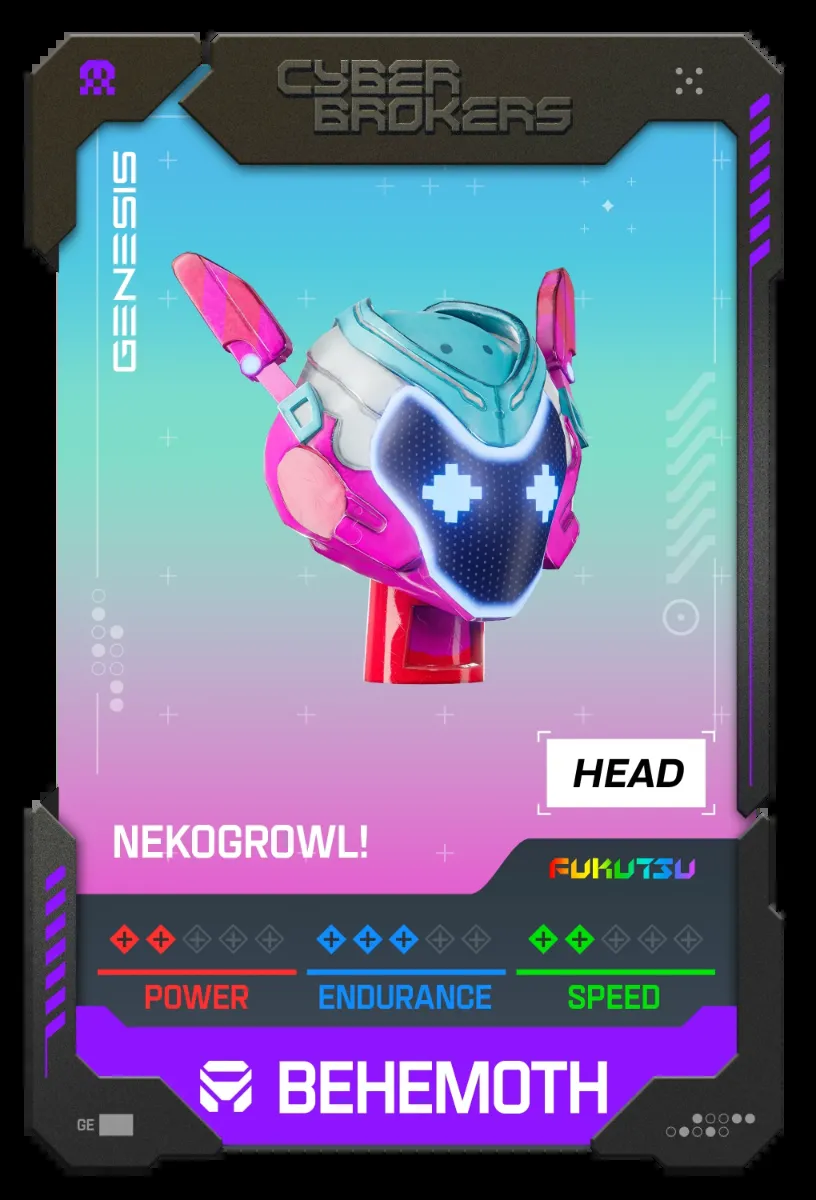 CYBER
BROKERS
GENESIS
HEAD
NEKOGROWL!
FUKUTSU
POWER
ENDURANCE
SPEED
BEHEMOTH
GE